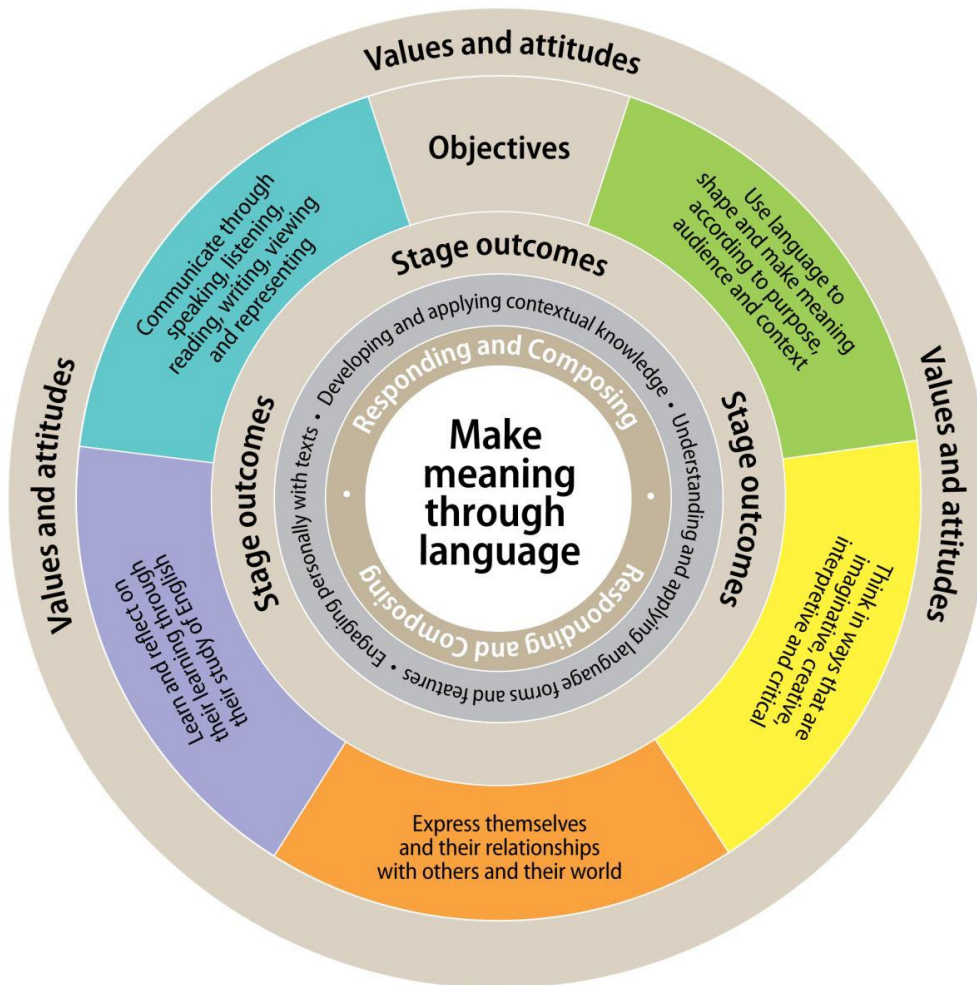 Values and attitudes
Objectives
Communicate through
speaking, listening,
reading, writing, viewing
and representing
Use language to
shape and make meaning
according to purpose,
audience and context
Stage outcomes
Developing and applying contextual knowledge • Understanding and applying language forms and features • Engaging personally with texts •
Responding and Composing
•
Responding and Composing
•
Make
meaning
through
language
Values and attitudes
Stage outcomes
Stage outcomes
Values and attitudes
Learn and reflect on
their learning through
their study of English
Think in ways that are
imaginative, creative,
interpretive and critical
Express themselves
and their relationships
with others and their world